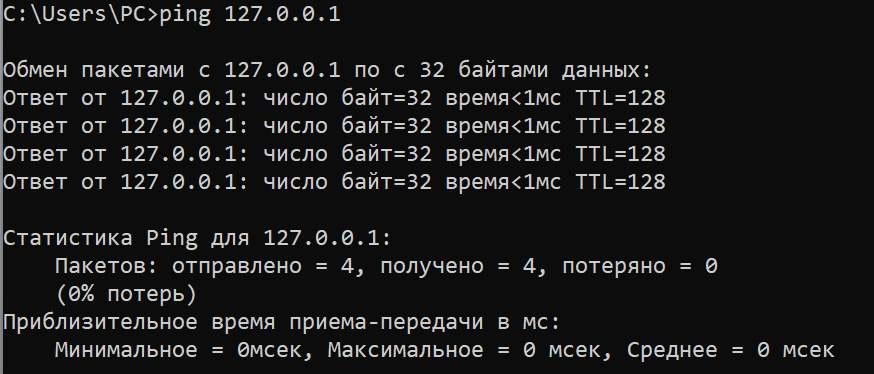 C:\Users\PC>ping 127.0.0.1
Обмен пакетами с 127.0.0.1 по с 32 байтами данных:
Ответ от 127.0.0.1: число байт=32 время<1мс TTL=128
Ответ от 127.0.0.1: число байт=32 время<1мс TTL=128
Ответ от 127.0.0.1: число байт=32 время<1мс TTL=128
Ответ от 127.0.0.1: число байт=32 время<1мс TTL=128
Статистика Ping для 127.0.0.1:
Пакетов: отправлено = 4, получено = 4, потеряно = 0
(0% потерь)
Приблизительное время приема-передачи в мс:
Минимальное = 0мсек, Максимальное = 0 мсек, Среднее = 0 мсек